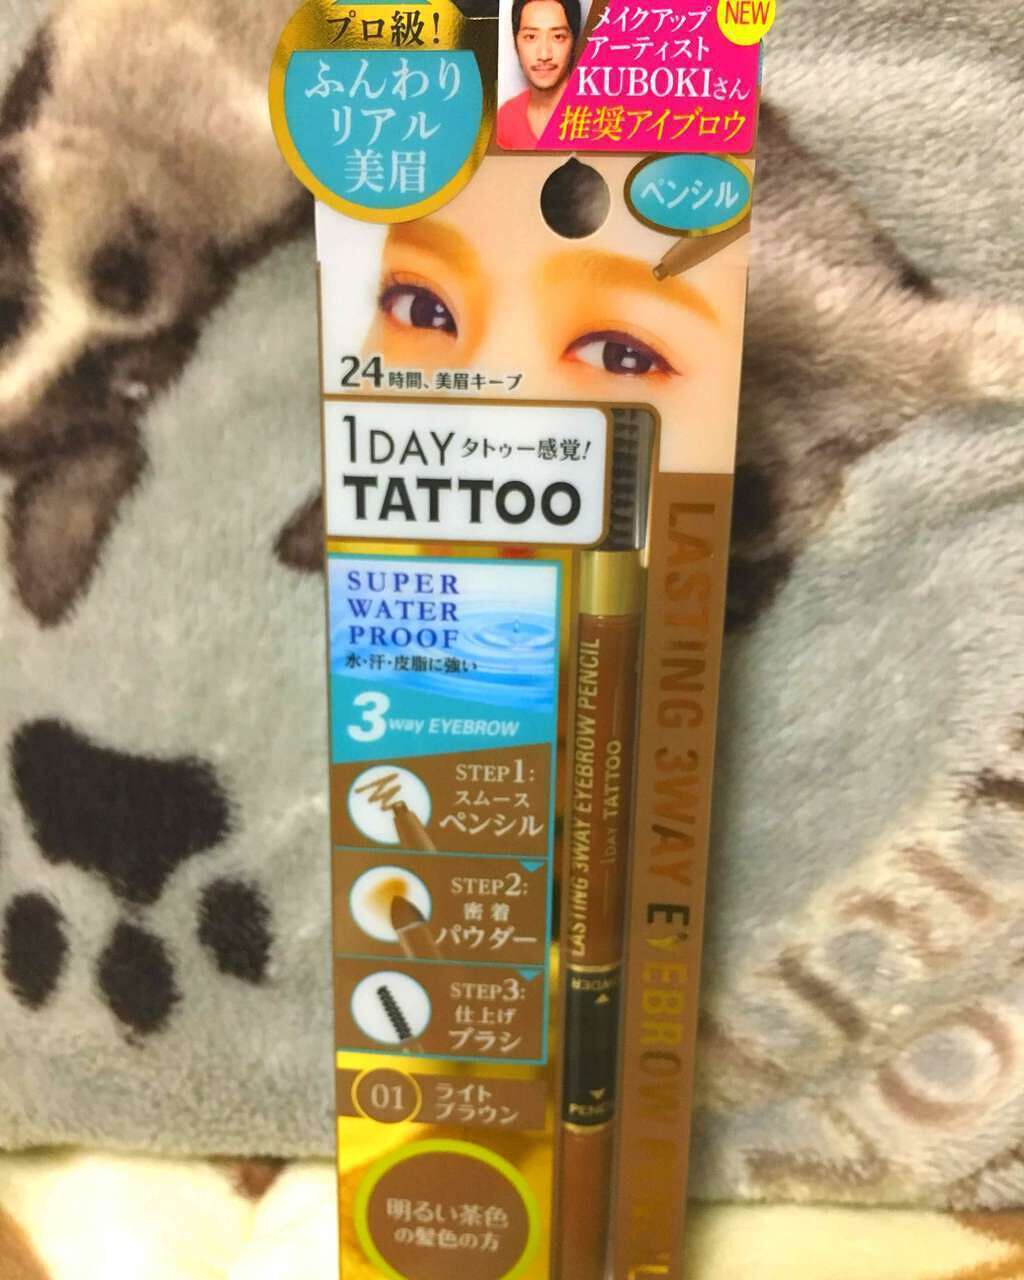 プロ級!
ふんわり
リアル
美眉
メイクアップ
アーティスト
KUBOKIさん
推奨アイブロウ
NEW
ペンシル
24時間、美眉キープ
1DAY タトゥー感覚!
TATTOO
SUPER
WATER
PROOF
水・汗・皮脂に強い
3way EYEBROW
STEP1:
スムース
ペンシル
STEP2:
密着
パウダー
STEP3:
仕上げ
ブラシ
01 ライト
ブラウン
明るい茶色
の髪色の方
LASTING 3WAY EYEBROW PENCIL
1DAY TATTOO
LASTING 3WAY EYEBROW